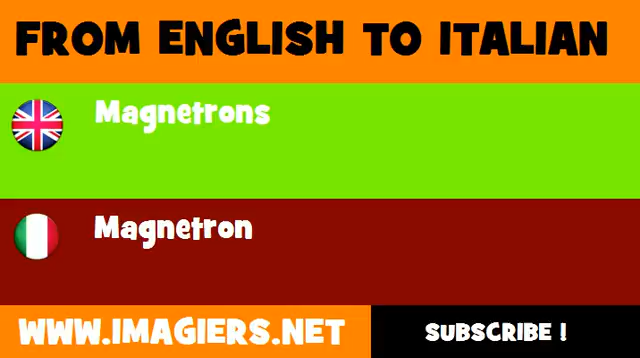 FROM ENGLISH TO ITALIAN
Magnetrons
Magnetron
WWW.IMAGIERS.NET
SUBSCRIBE !